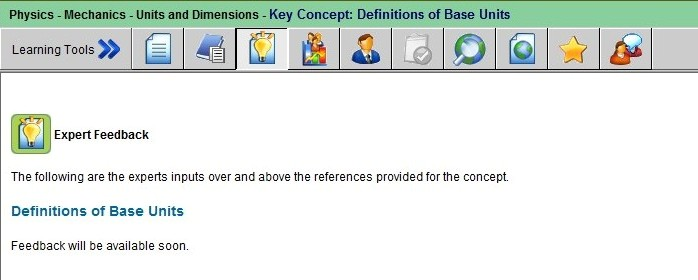 Physics - Mechanics - Units and Dimensions - Key Concept: Definitions of Base Units
Learning Tools
Expert Feedback
The following are the experts inputs over and above the references provided for the concept.
Definitions of Base Units
Feedback will be available soon.